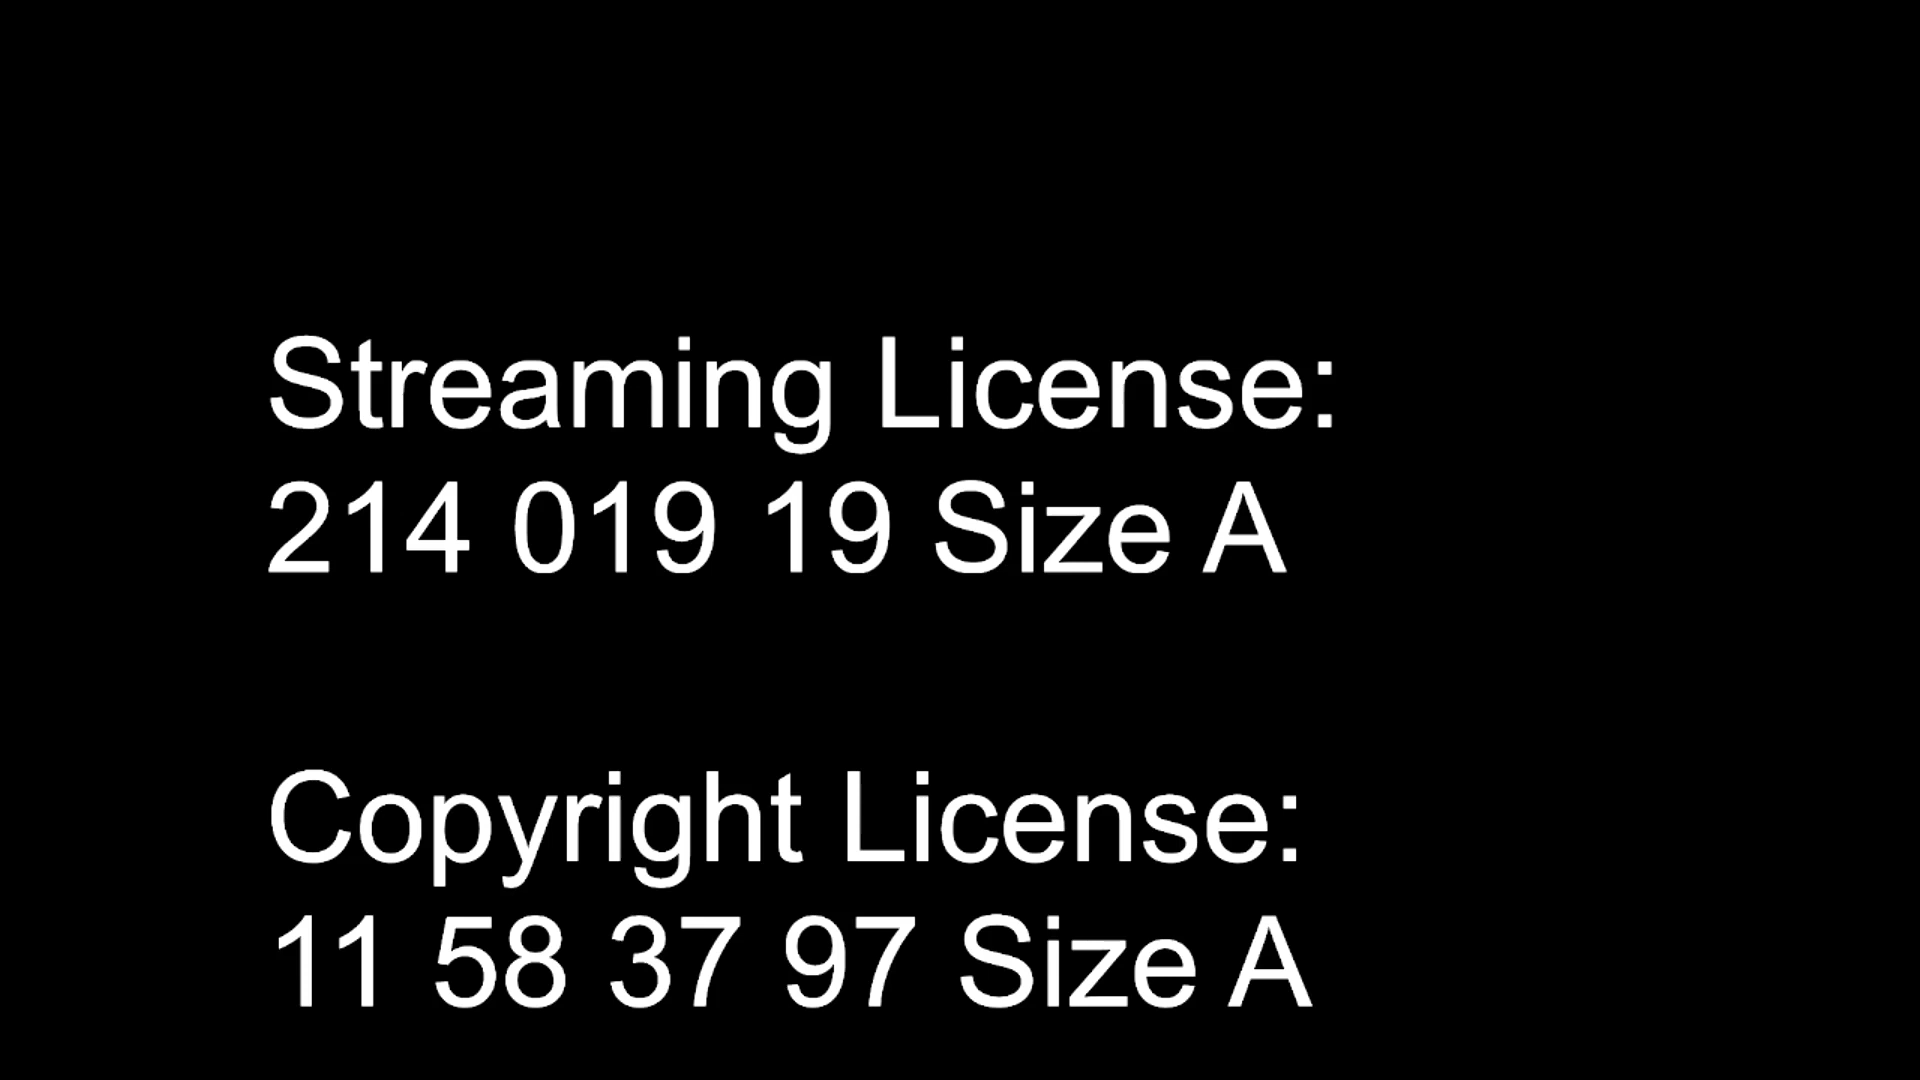 Streaming License:
214 019 19 Size A
Copyright License:
11 58 37 97 Size A